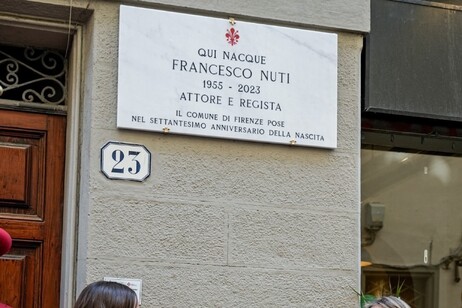 QUI NACQUE
FRANCESCO NUTI
1955 - 2023
ATTORE E REGISTA
IL COMUNE DI FIRENZE POSE
NEL SETTANTESIMO ANNIVERSARIO DELLA NASCITA
23